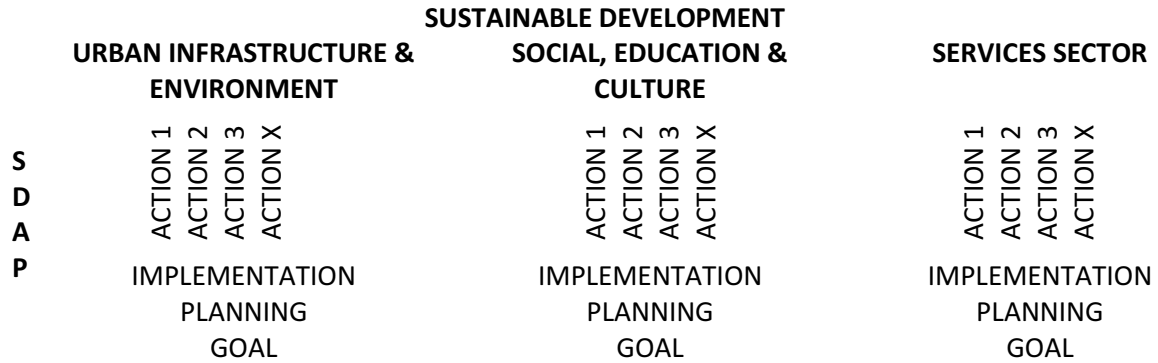 SUSTAINABLE DEVELOPMENT
URBAN INFRASTRUCTURE &
ENVIRONMENT
SOCIAL, EDUCATION &
CULTURE
SERVICES SECTOR
S
D
A
P
ACTION 1
ACTION 2
ACTION 3
ACTION X
ACTION 1
ACTION 2
ACTION 3
ACTION X
ACTION 1
ACTION 2
ACTION 3
ACTION X
IMPLEMENTATION
PLANNING
GOAL
IMPLEMENTATION
PLANNING
GOAL
IMPLEMENTATION
PLANNING
GOAL